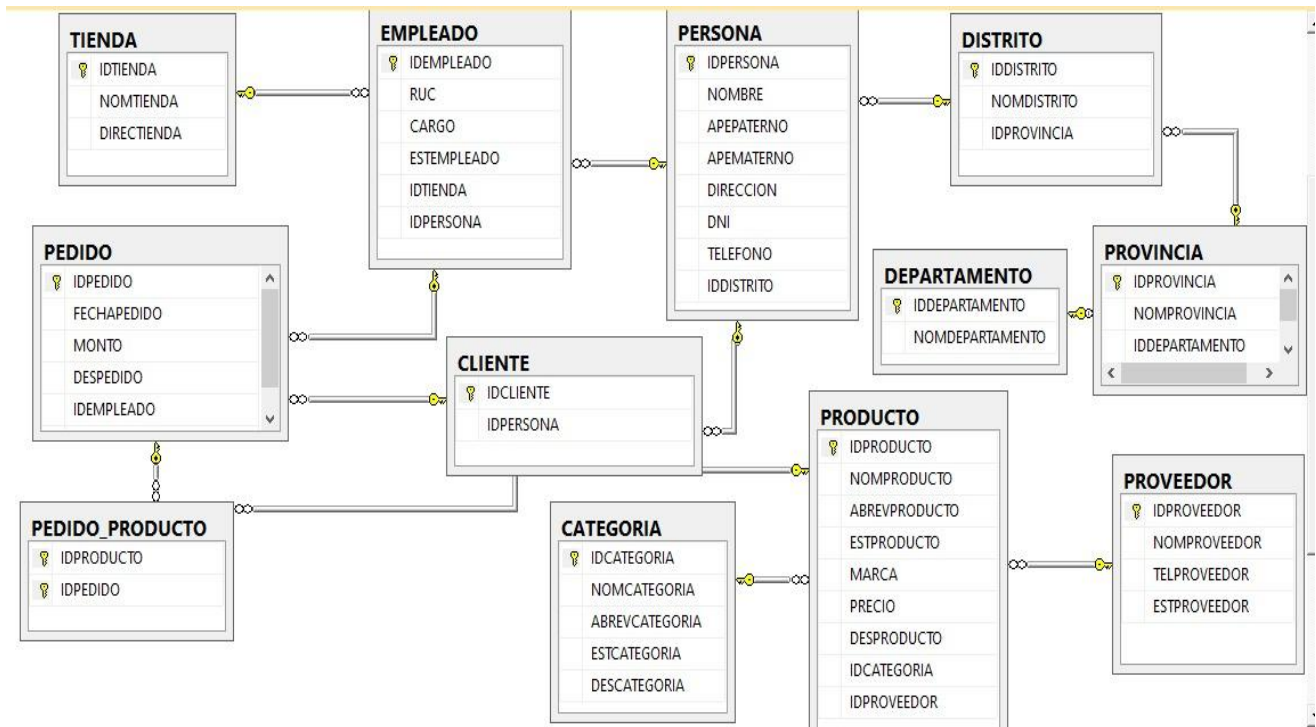 TIENDA
IDTIENDA
NOMTIENDA
DIRECTIENDA
EMPLEADO
IDEMPLEADO
RUC
CARGO
ESTEMPLEADO
IDTIENDA
IDPERSONA
PERSONA
IDPERSONA
NOMBRE
APEPATERNO
APEMATERNO
DIRECCION
DNI
TELEFONO
IDDISTRITO
DISTRITO
IDDISTRITO
NOMDISTRITO
IDPROVINCIA
PEDIDO
IDPEDIDO
FECHAPEDIDO
MONTO
DESPEDIDO
IDEMPLEADO
CLIENTE
IDCLIENTE
IDPERSONA
DEPARTAMENTO
IDDEPARTAMENTO
NOMDEPARTAMENTO
PROVINCIA
IDPROVINCIA
NOMPROVINCIA
IDDEPARTAMENTO
PEDIDO_PRODUCTO
IDPRODUCTO
IDPEDIDO
CATEGORIA
IDCATEGORIA
NOMCATEGORIA
ABREVCATEGORIA
ESTCATEGORIA
DESCATEGORIA
PRODUCTO
IDPRODUCTO
NOMPRODUCTO
ABREVPRODUCTO
ESTPRODUCTO
MARCA
PRECIO
DESPRODUCTO
IDCATEGORIA
IDPROVEEDOR
PROVEEDOR
IDPROVEEDOR
NOMPROVEEDOR
TELPROVEEDOR
ESTPROVEEDOR